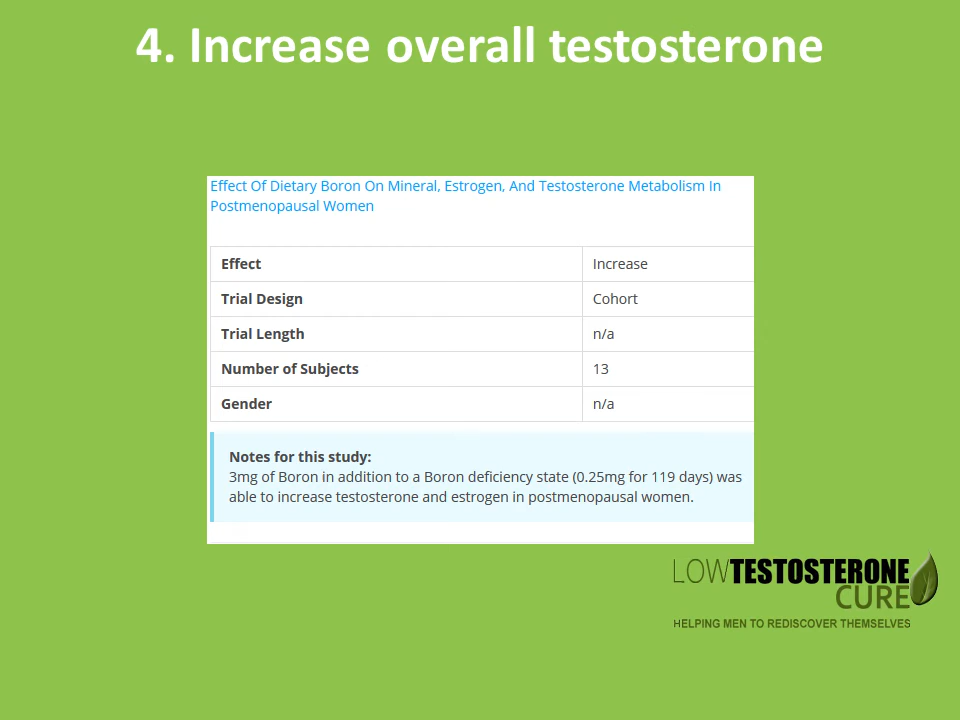 4. Increase overall testosterone
Effect Of Dietary Boron On Mineral, Estrogen, And Testosterone Metabolism In
Postmenopausal Women
Effect Increase
Trial Design Cohort
Trial Length n/a
Number of Subjects 13
Gender n/a
Notes for this study:
3mg of Boron in addition to a Boron deficiency state (0.25mg for 119 days) was
able to increase testosterone and estrogen in postmenopausal women.
LOWTESTOSTERONE
CURE
HELPING MEN TO REDISCOVER THEMSELVES